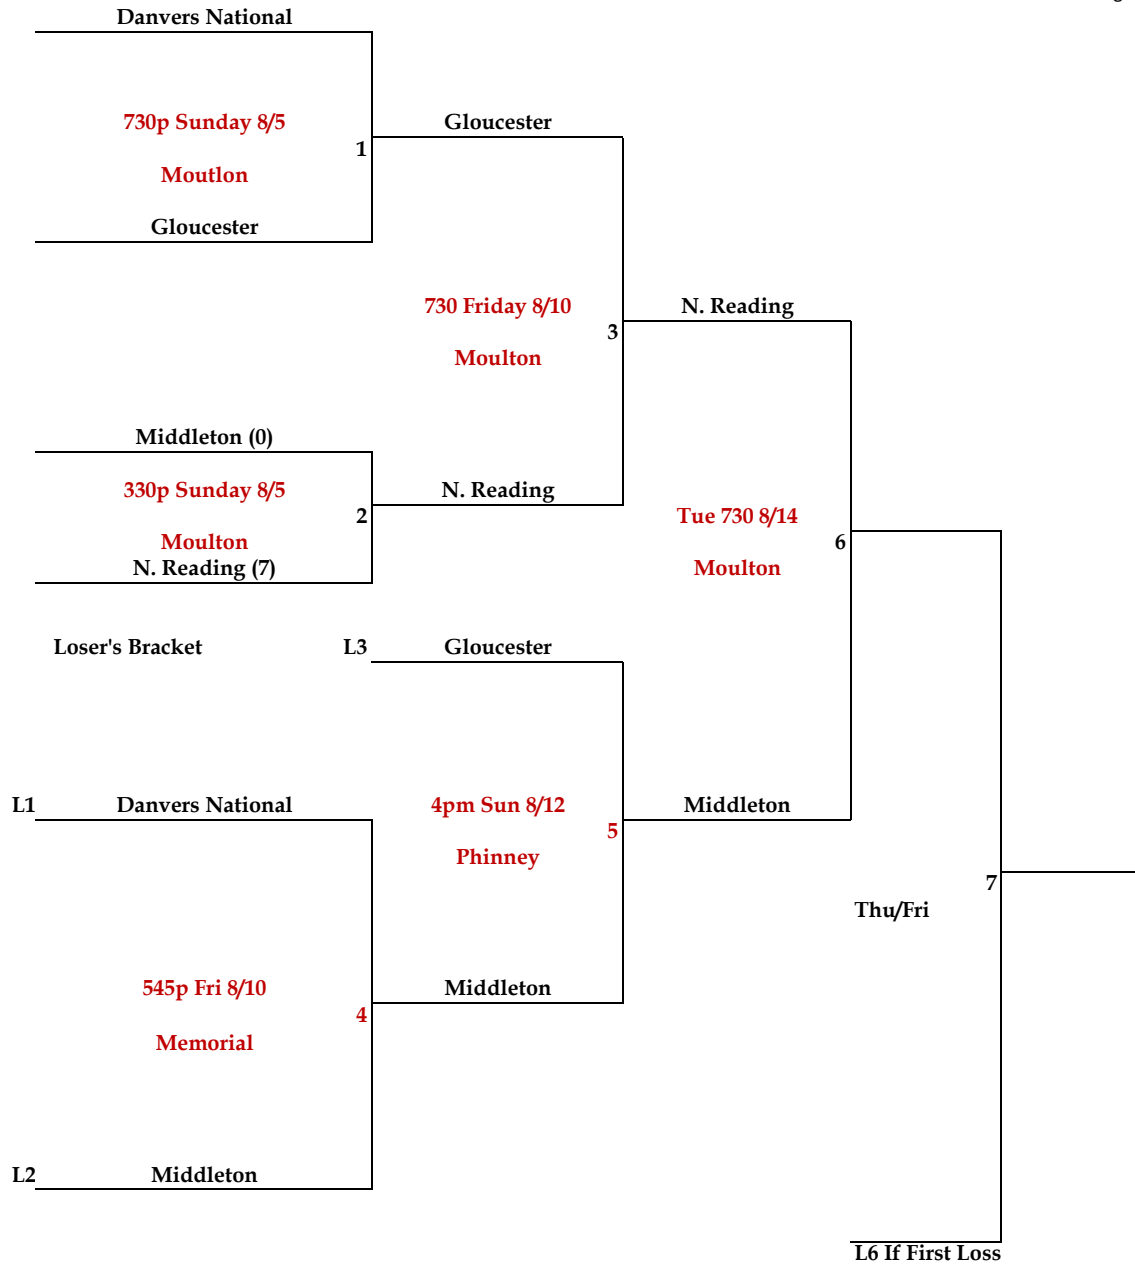 Danvers National
730p Sunday 8/5
Gloucester
1
Moutlon
Gloucester
730 Friday 8/10
N. Reading
3
Moulton
Middleton (0)
330p Sunday 8/5
N. Reading
2
Tue 730 8/14
Moulton
6
N. Reading (7)
Moulton
Loser's Bracket
L3
Gloucester
L1
Danvers National
4pm Sun 8/12
Middleton
5
Phinney
7
Thu/Fri
545p Fri 8/10
Middleton
4
Memorial
L2
Middleton
L6 If First Loss